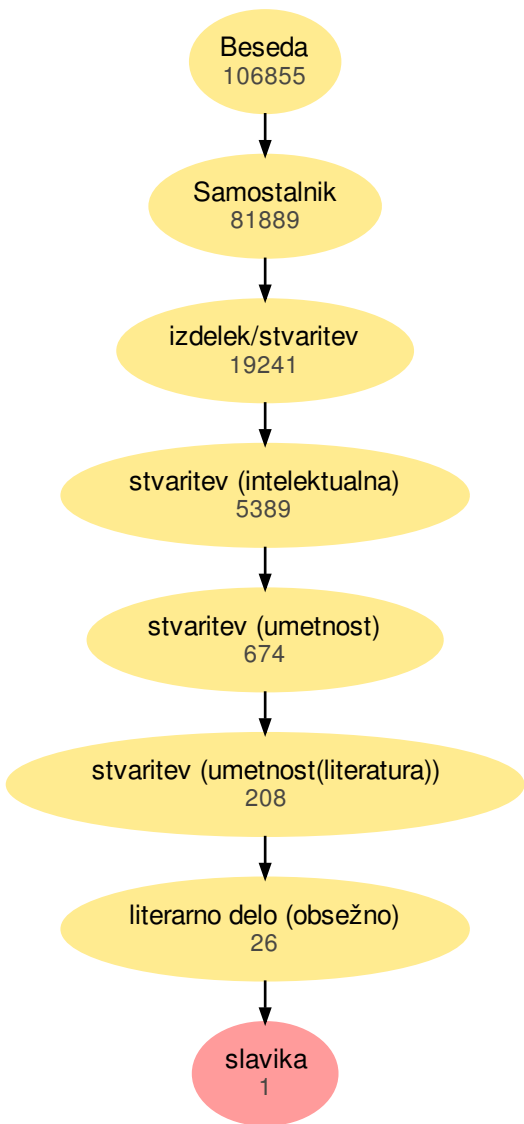 Beseda
106855
Samostalnik
81889
izdelek/stvaritev
19241
stvaritev (intelektualna)
5389
stvaritev (umetnost)
674
stvaritev (umetnost(literatura))
208
literarno delo (obsežno)
26
slavika
1